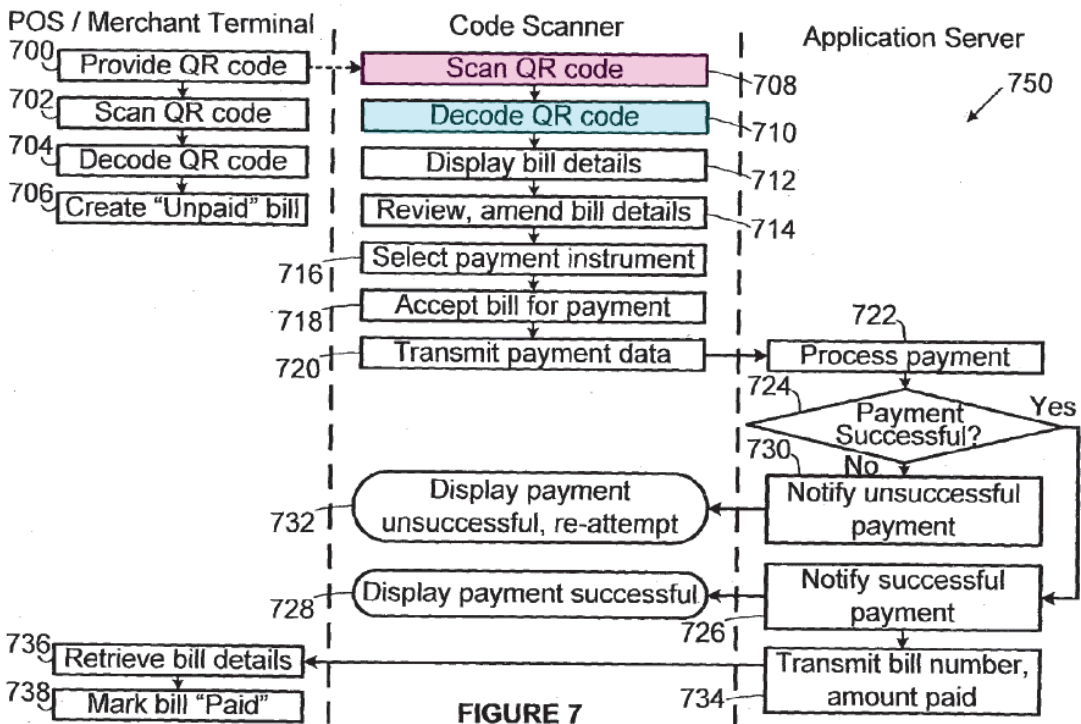 POS / Merchant Terminal
Code Scanner
Application Server
700
Provide QR code
Scan QR code
708
750
702
Scan QR code
Decode QR code
710
704
Decode QR code
Display bill details
712
706
Create “Unpaid” bill
Review, amend bill details
714
716
Select payment instrument
718
Accept bill for payment
722
720
Transmit payment data
Process payment
724
Payment
Successful?
Yes
730
No
732
Display payment
unsuccessful, re-attempt
Notify unsuccessful
payment
728
Display payment successful
Notify successful
payment
726
736
Retrieve bill details
Transmit bill number,
amount paid
734
738
Mark bill “Paid”
FIGURE 7